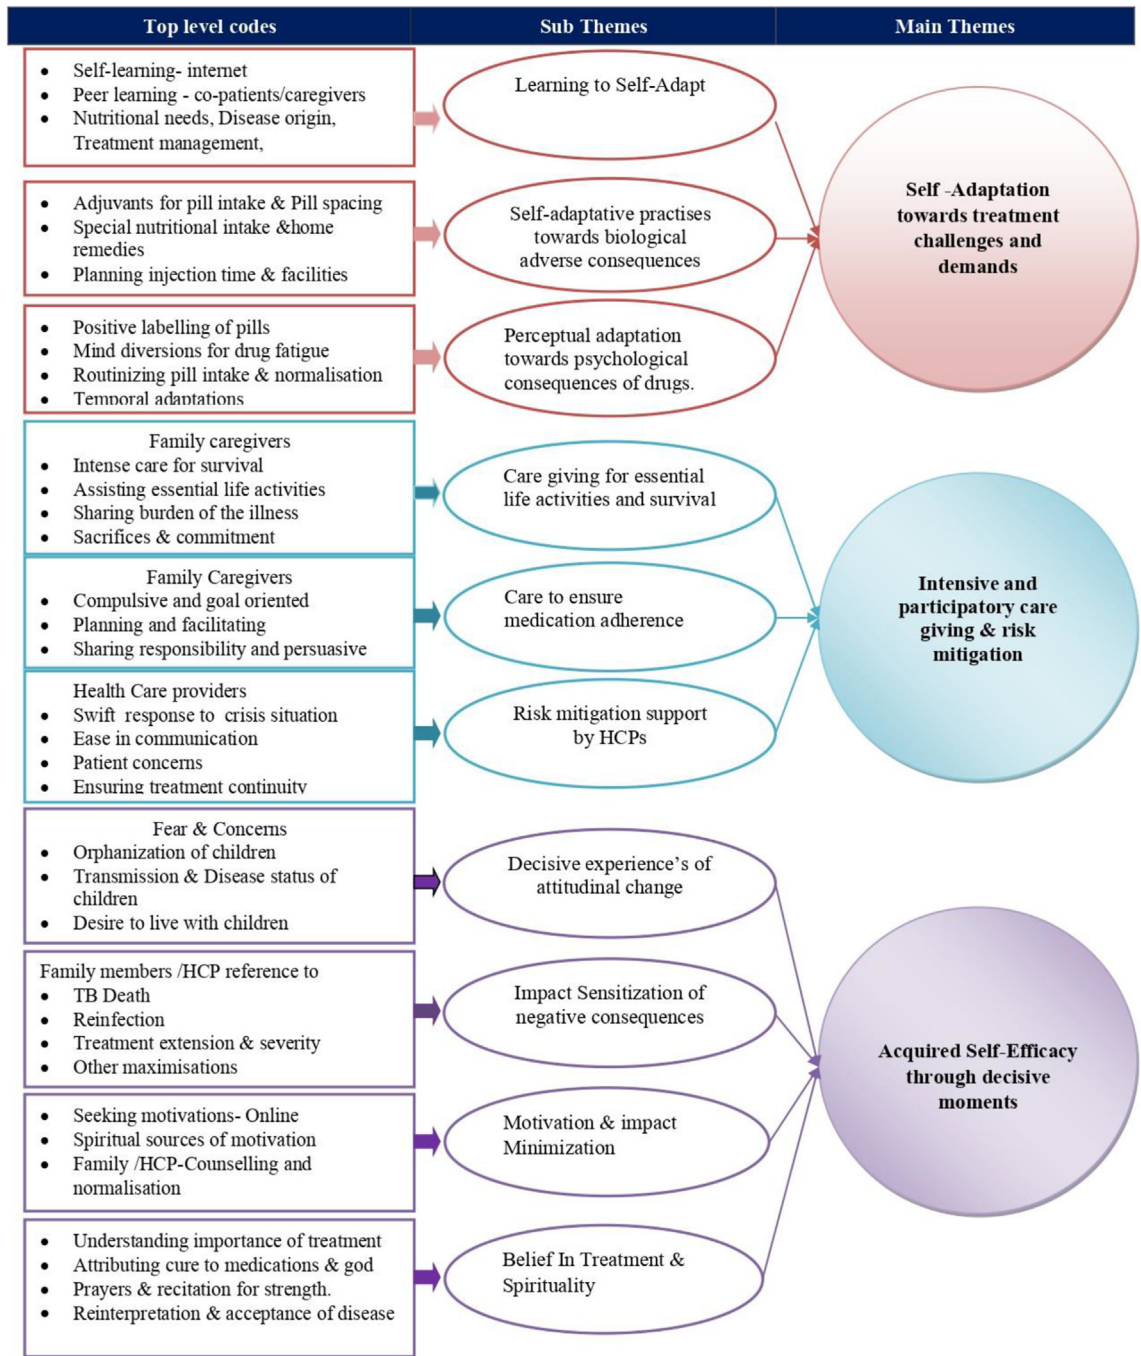 Top level codes
Sub Themes
Main Themes
• Self-learning- internet
• Peer learning - co-patients/caregivers
• Nutritional needs, Disease origin,
Treatment management,
Learning to Self-Adapt
• Adjuvants for pill intake & Pill spacing
• Special nutritional intake &home
remedies
• Planning injection time & facilities
Self-adaptative practises
towards biological
adverse consequences
• Positive labelling of pills
• Mind diversions for drug fatigue
• Routinizing pill intake & normalisation
• Temporal adaptations
Perceptual adaptation
towards psychological
consequences of drugs.
Self -Adaptation
towards treatment
challenges and
demands
Family caregivers
• Intense care for survival
• Assisting essential life activities
• Sharing burden of the illness
• Sacrifices & commitment
Care giving for essential
life activities and survival
Family Caregivers
• Compulsive and goal oriented
• Planning and facilitating
• Sharing responsibility and persuasive
Care to ensure
medication adherence
Health Care providers
• Swift response to crisis situation
• Ease in communication
• Patient concerns
• Ensuring treatment continuity
Risk mitigation support
by HCPs
Intensive and
participatory care
giving & risk
mitigation
Fear & Concerns
• Orphanization of children
• Transmission & Disease status of
children
• Desire to live with children
Decisive experience’s of
attitudinal change
Family members /HCP reference to
• TB Death
• Reinfection
• Treatment extension & severity
• Other maximisations
Impact Sensitization of
negative consequences
• Seeking motivations- Online
• Spiritual sources of motivation
• Family /HCP-Counselling and
normalisation
Motivation & impact
Minimization
• Understanding importance of treatment
• Attributing cure to medications & god
• Prayers & recitation for strength.
• Reinterpretation & acceptance of disease
Belief In Treatment &
Spirituality
Acquired Self-Efficacy
through decisive
moments